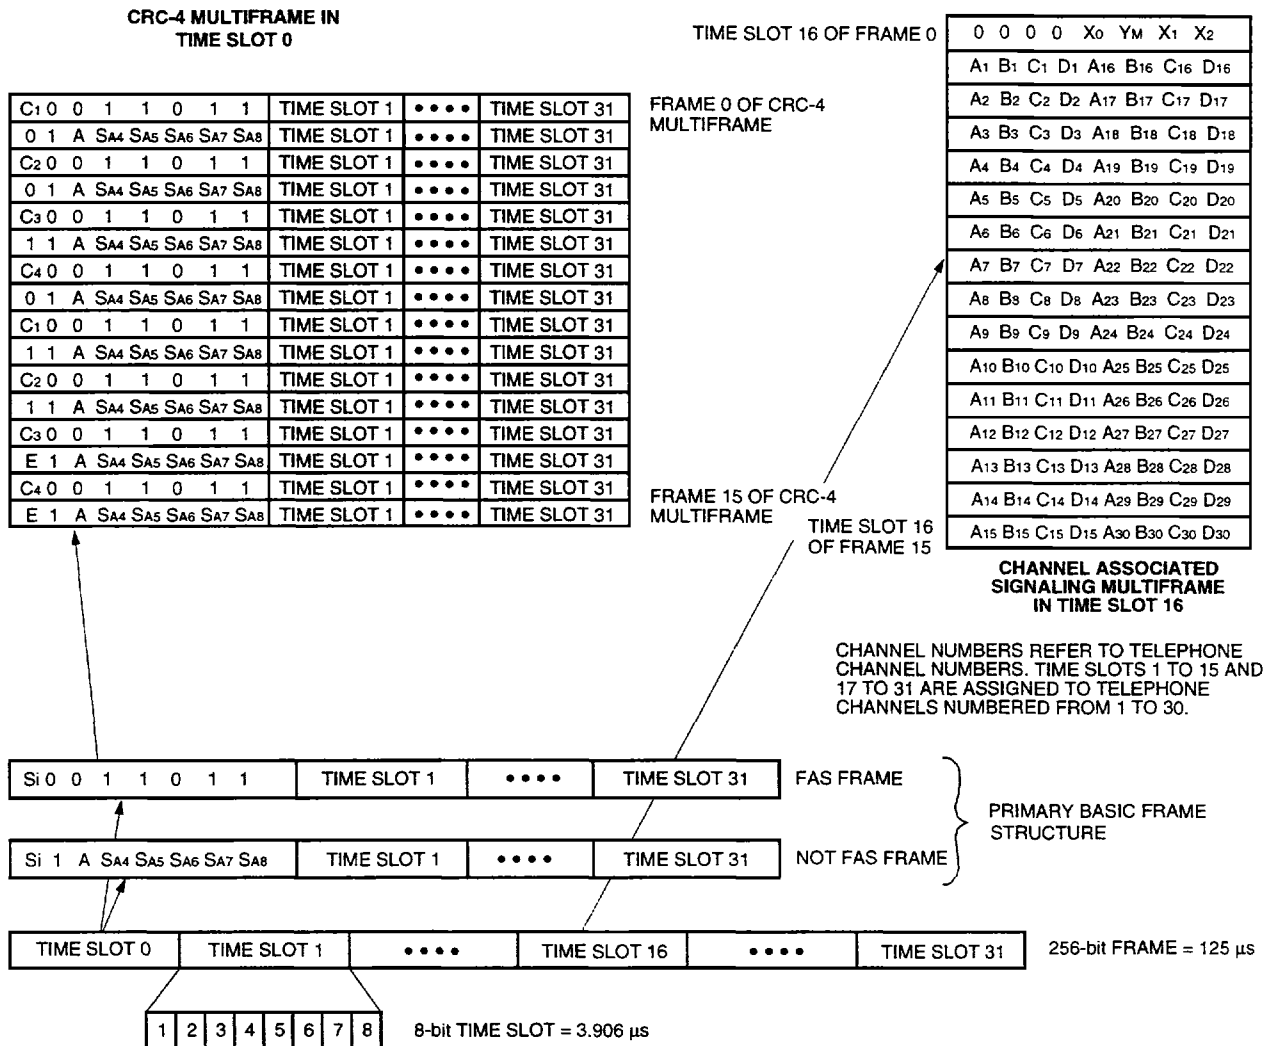 CRC-4 MULTIFRAME IN
TIME SLOT 0
C1 0 0 1 1 0 1 1 TIME SLOT 1 •••• TIME SLOT 31
0 1 A SA4 SA5 SA6 SA7 SA8 TIME SLOT 1 •••• TIME SLOT 31
C2 0 0 1 1 0 1 1 TIME SLOT 1 •••• TIME SLOT 31
0 1 A SA4 SA5 SA6 SA7 SA8 TIME SLOT 1 •••• TIME SLOT 31
C3 0 0 1 1 0 1 1 TIME SLOT 1 •••• TIME SLOT 31
1 1 A SA4 SA5 SA6 SA7 SA8 TIME SLOT 1 •••• TIME SLOT 31
C4 0 0 1 1 0 1 1 TIME SLOT 1 •••• TIME SLOT 31
0 1 A SA4 SA5 SA6 SA7 SA8 TIME SLOT 1 •••• TIME SLOT 31
C1 0 0 1 1 0 1 1 TIME SLOT 1 •••• TIME SLOT 31
1 1 A SA4 SA5 SA6 SA7 SA8 TIME SLOT 1 •••• TIME SLOT 31
C2 0 0 1 1 0 1 1 TIME SLOT 1 •••• TIME SLOT 31
1 1 A SA4 SA5 SA6 SA7 SA8 TIME SLOT 1 •••• TIME SLOT 31
C3 0 0 1 1 0 1 1 TIME SLOT 1 •••• TIME SLOT 31
E 1 A SA4 SA5 SA6 SA7 SA8 TIME SLOT 1 •••• TIME SLOT 31
C4 0 0 1 1 0 1 1 TIME SLOT 1 •••• TIME SLOT 31
E 1 A SA4 SA5 SA6 SA7 SA8 TIME SLOT 1 •••• TIME SLOT 31
FRAME 0 OF CRC-4
MULTIFRAME
FRAME 15 OF CRC-4
MULTIFRAME
TIME SLOT 16 OF FRAME 0
0 0 0 0 X0 YM X1 X2
A1 B1 C1 D1 A16 B16 C16 D16
A2 B2 C2 D2 A17 B17 C17 D17
A3 B3 C3 D3 A18 B18 C18 D18
A4 B4 C4 D4 A19 B19 C19 D19
A5 B5 C5 D5 A20 B20 C20 D20
A6 B6 C6 D6 A21 B21 C21 D21
A7 B7 C7 D7 A22 B22 C22 D22
A8 B8 C8 D8 A23 B23 C23 D23
A9 B9 C9 D9 A24 B24 C24 D24
A10 B10 C10 D10 A25 B25 C25 D25
A11 B11 C11 D11 A26 B26 C26 D26
A12 B12 C12 D12 A27 B27 C27 D27
A13 B13 C13 D13 A28 B28 C28 D28
A14 B14 C14 D14 A29 B29 C29 D29
A15 B15 C15 D15 A30 B30 C30 D30
TIME SLOT 16
OF FRAME 15
CHANNEL ASSOCIATED
SIGNALING MULTIFRAME
IN TIME SLOT 16
CHANNEL NUMBERS REFER TO TELEPHONE
CHANNEL NUMBERS. TIME SLOTS 1 TO 15 AND
17 TO 31 ARE ASSIGNED TO TELEPHONE
CHANNELS NUMBERED FROM 1 TO 30.
Si 0 0 1 1 0 1 1 TIME SLOT 1 •••• TIME SLOT 31 FAS FRAME
Si 1 A SA4 SA5 SA6 SA7 SA8 TIME SLOT 1 •••• TIME SLOT 31 NOT FAS FRAME
PRIMARY BASIC FRAME
STRUCTURE
TIME SLOT 0 TIME SLOT 1 •••• TIME SLOT 16 •••• TIME SLOT 31 256-bit FRAME = 125 µs
1 2 3 4 5 6 7 8 8-bit TIME SLOT = 3.906 µs